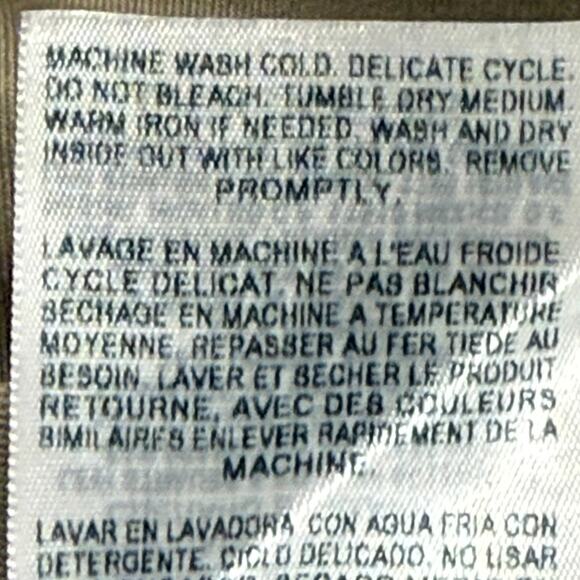 MACHINE WASH COLD. DELICATE CYCLE.
DO NOT BLEACH. TUMBLE DRY MEDIUM.
WARM IRON IF NEEDED. WASH AND DRY
INSIDE OUT WITH LIKE COLORS. REMOVE
PROMPTLY.
LAVAGE EN MACHINE A L'EAU FROIDE
CYCLE DELICAT. NE PAS BLANCHIR
SECHAGE EN MACHINE A TEMPERATURE
MOYENNE. REPASSER AU FER TIEDE AU
BESOIN. LAVER ET SECHER LE PRODUIT
RETOURNE, AVEC DES COULEURS
SIMILAIRES ENLEVER RAPIDEMENT DE LA
MACHINE.
LAVAR EN LAVADORA CON AGUA FRIA CON
DETERGENTE. CICLO DELICADO. NO USAR